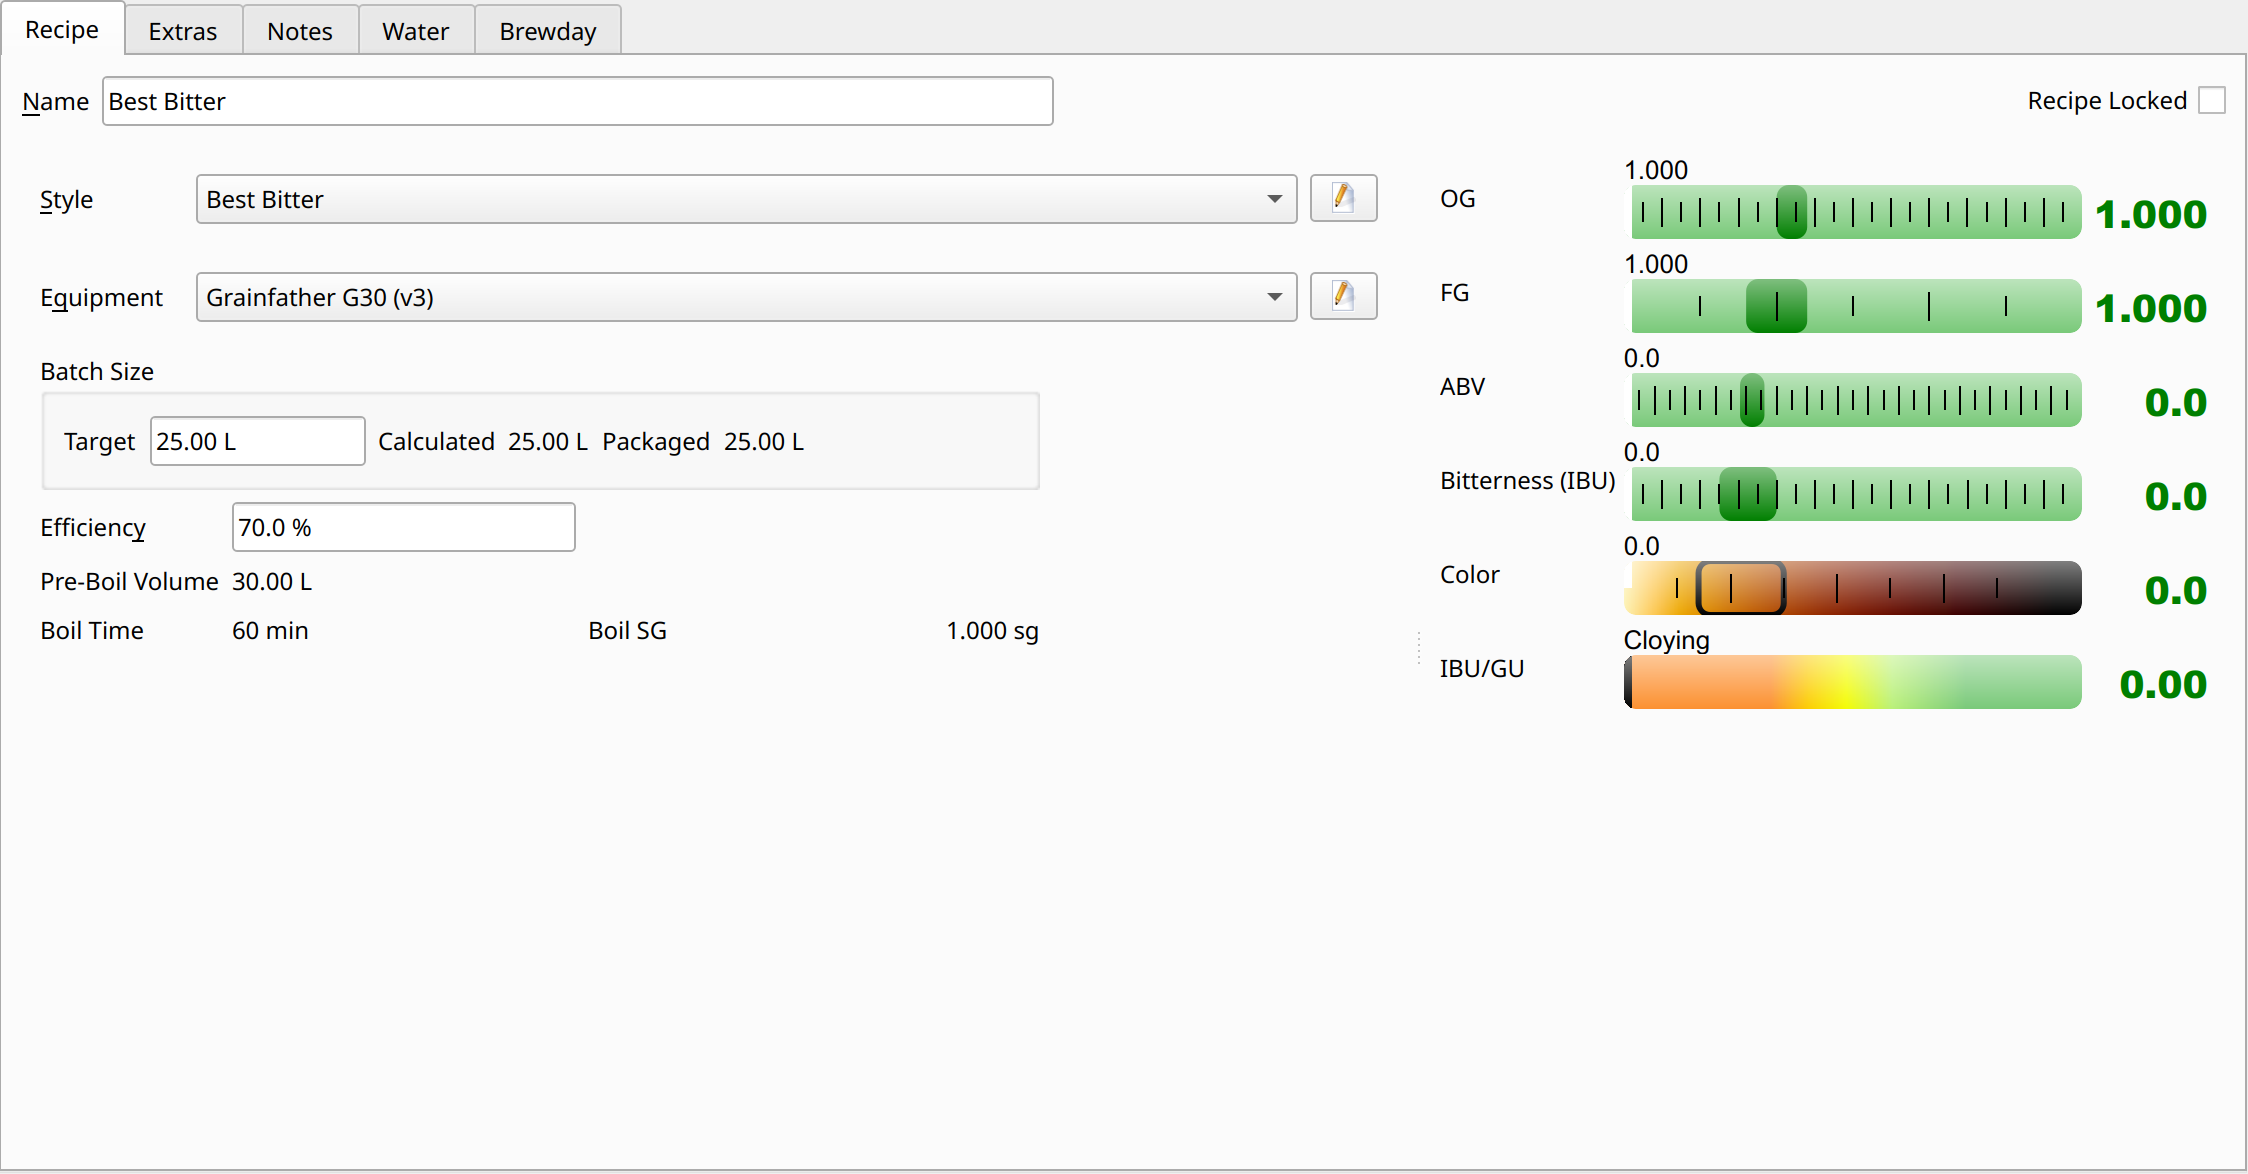 Recipe Extras Notes Water Brewday
Name Best Bitter Recipe Locked
Style Best Bitter
Equipment Grainfather G30 (v3)
Batch Size
Target 25.00 L Calculated 25.00 L Packaged 25.00 L
Efficiency 70.0 %
Pre-Boil Volume 30.00 L
Boil Time 60 min Boil SG 1.000 sg
1.000
OG 1.000
1.000
FG 1.000
0.0
ABV 0.0
0.0
Bitterness (IBU) 0.0
0.0
Color 0.0
Cloying
IBU/GU 0.00